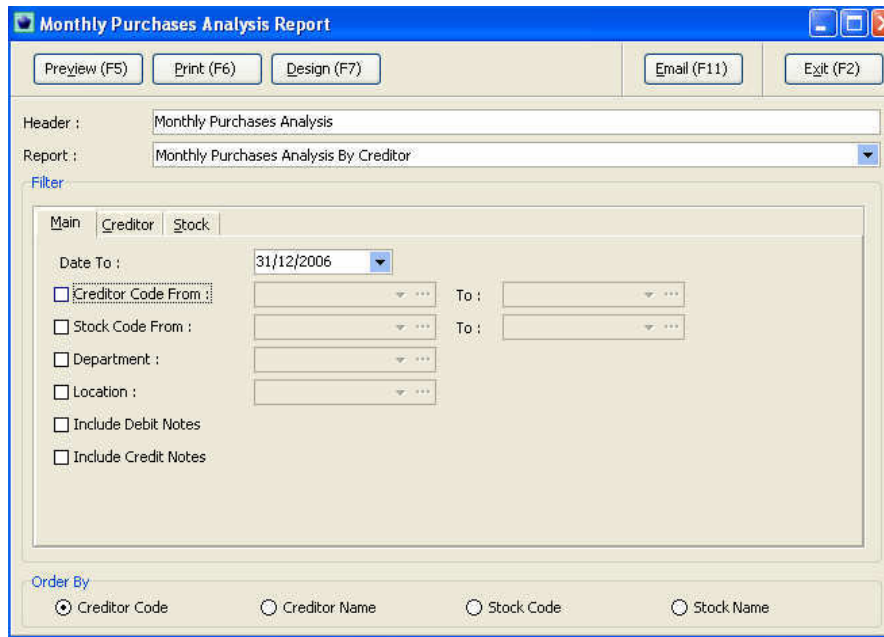 Monthly Purchases Analysis Report
Preview (F5) Print (F6) Design (F7) Email (F11) Exit (F2)
Header : Monthly Purchases Analysis
Report : Monthly Purchases Analysis By Creditor
Filter
Main Creditor Stock
Date To : 31/12/2006
Creditor Code From : To :
Stock Code From : To :
Department :
Location :
Include Debit Notes
Include Credit Notes
Order By
Creditor Code Creditor Name Stock Code Stock Name